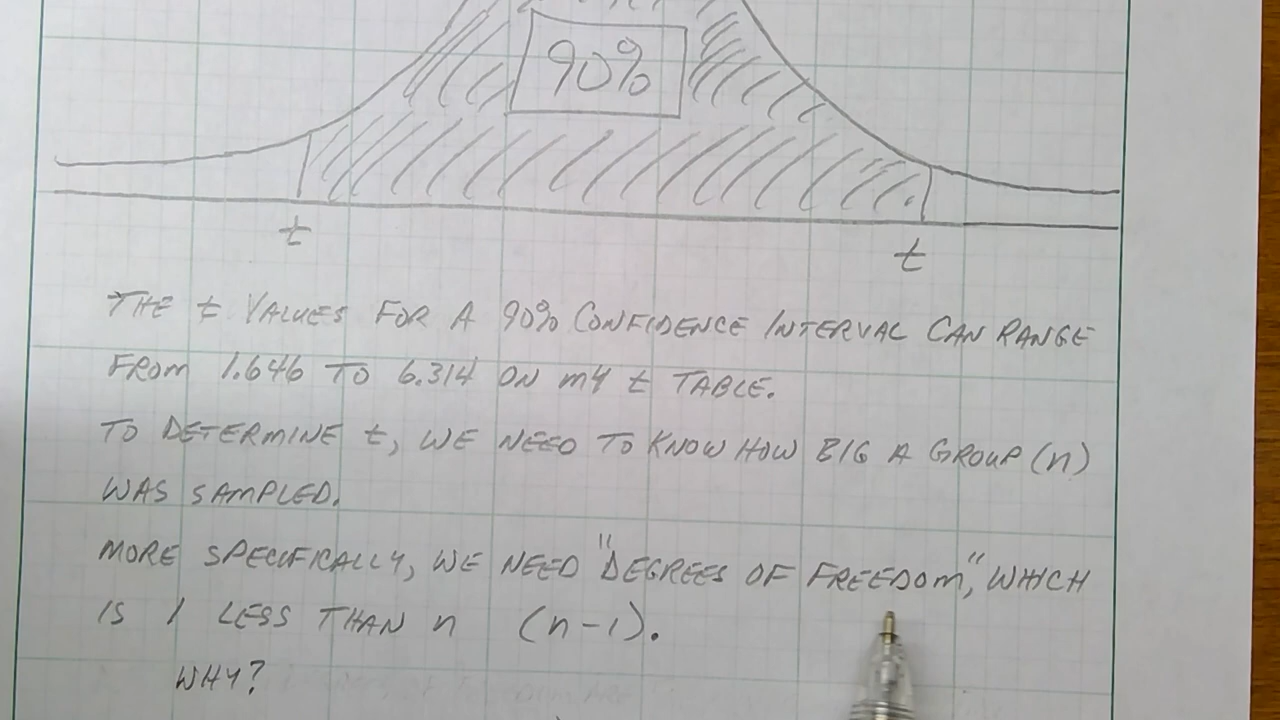 90%
t
t
THE t VALUES FOR A 90% CONFIDENCE INTERVAL CAN RANGE
FROM 1.646 TO 6.314 ON MY t TABLE.
TO DETERMINE t, WE NEED TO KNOW HOW BIG A GROUP (n)
WAS SAMPLED.
MORE SPECIFICALLY, WE NEED "DEGREES OF FREEDOM," WHICH
IS 1 LESS THAN n (n-1).
WHY?